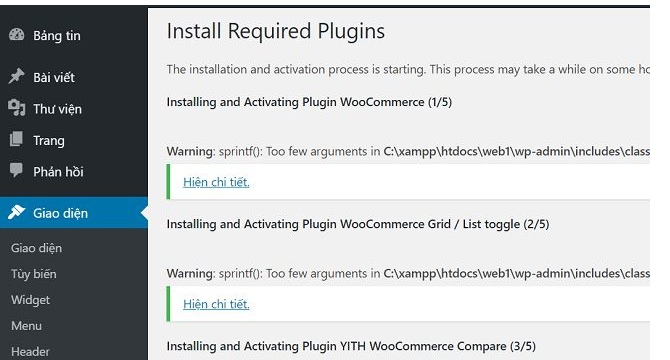 Bảng tin
Bài viết
Thư viện
Trang
Phản hồi
Giao diện
Giao diện
Tùy biến
Widget
Menu
Header
Install Required Plugins
The installation and activation process is starting. This process may take a while on some
Installing and Activating Plugin WooCommerce (1/5)
Warning: sprintf(): Too few arguments in C:\xampp\htdocs\web1\wp-admin\includes\class
Hiện chi tiết.
Installing and Activating Plugin WooCommerce Grid / List toggle (2/5)
Warning: sprintf(): Too few arguments in C:\xampp\htdocs\web1\wp-admin\includes\class
Hiện chi tiết.
Installing and Activating Plugin YITH WooCommerce Compare (3/5)